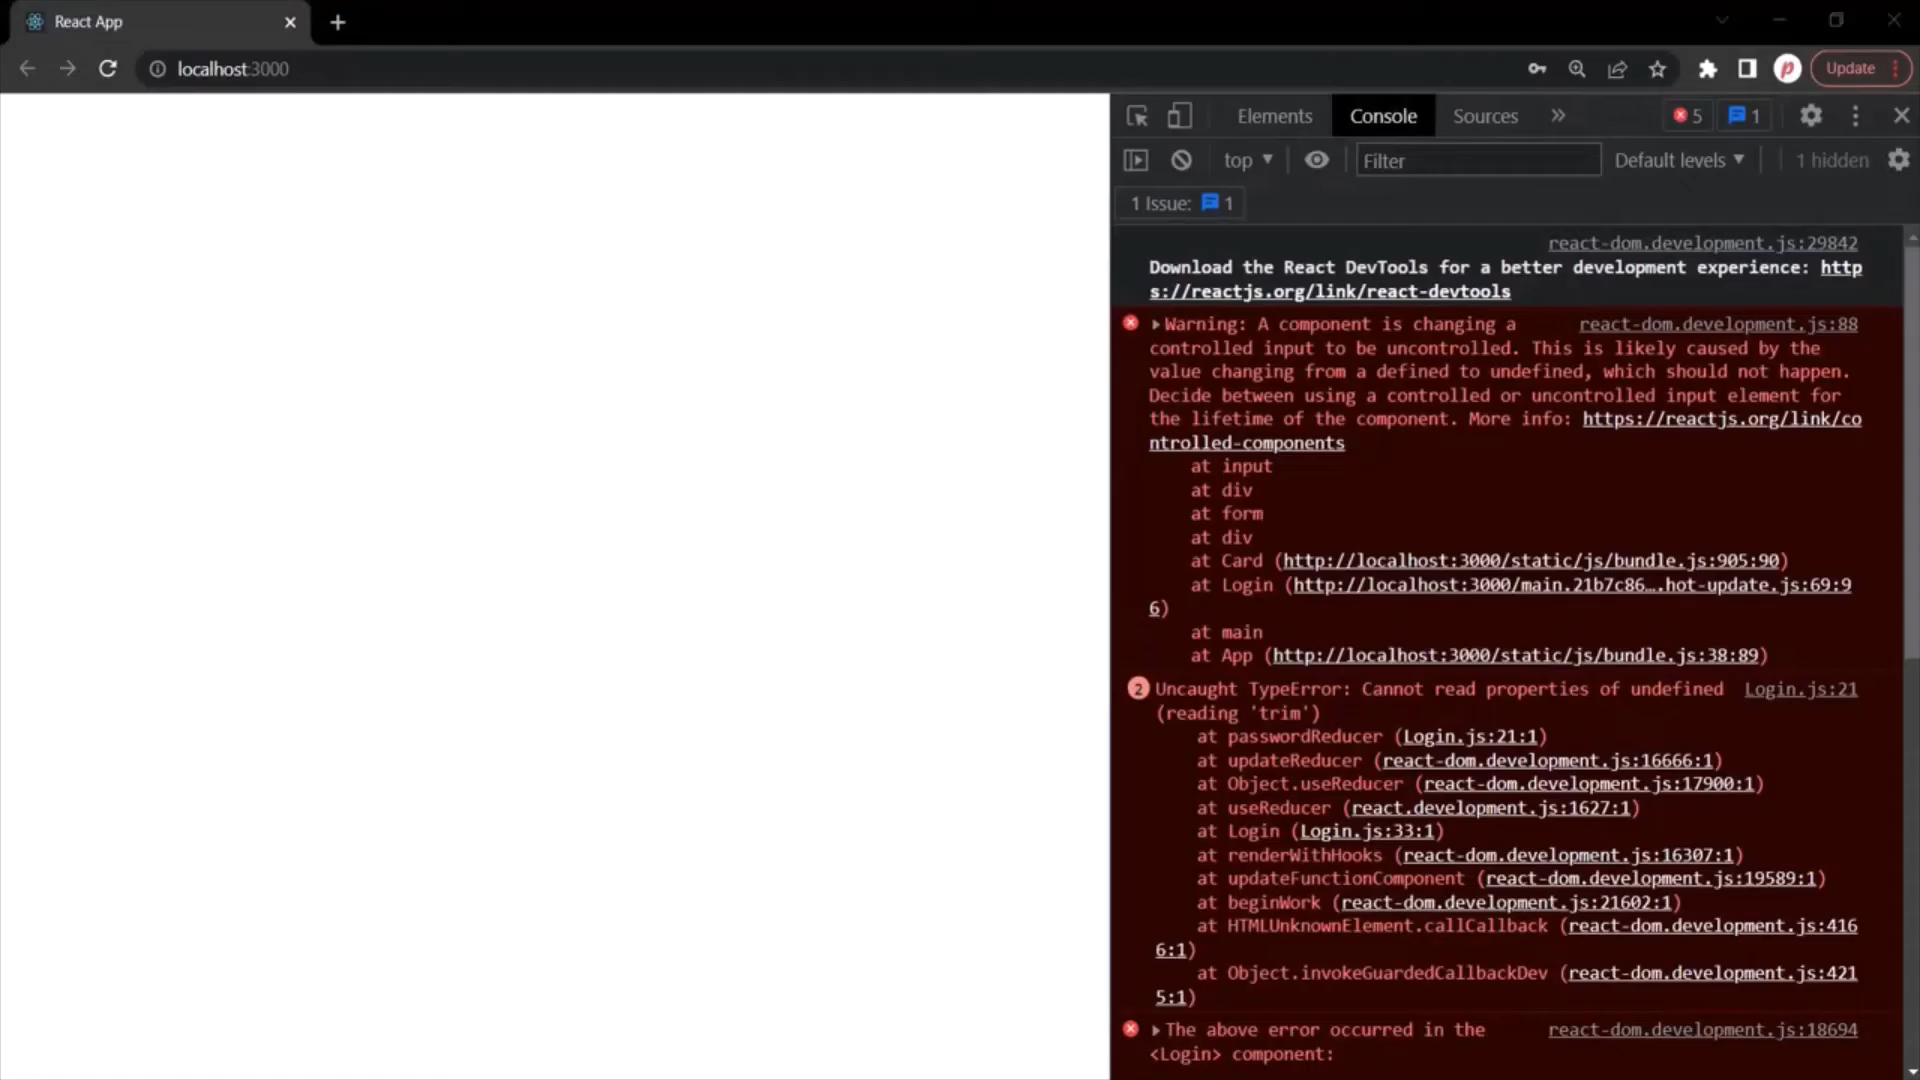 React App
localhost:3000
Update
Elements
Console
Sources
5
1
top
Filter
Default levels
1 hidden
1 Issue: 1
react-dom.development.js:29842
Download the React DevTools for a better development experience: http
s://reactjs.org/link/react-devtools
Warning: A component is changing a react-dom.development.js:88
controlled input to be uncontrolled. This is likely caused by the
value changing from a defined to undefined, which should not happen.
Decide between using a controlled or uncontrolled input element for
the lifetime of the component. More info: https://reactjs.org/link/co
ntrolled-components
at input
at div
at form
at div
at Card (http://localhost:3000/static/js/bundle.js:905:90)
at Login (http://localhost:3000/main.21b7c86….hot-update.js:69:9
6)
at main
at App (http://localhost:3000/static/js/bundle.js:38:89)
2 Uncaught TypeError: Cannot read properties of undefined Login.js:21
(reading 'trim')
at passwordReducer (Login.js:21:1)
at updateReducer (react-dom.development.js:16666:1)
at Object.useReducer (react-dom.development.js:17900:1)
at useReducer (react.development.js:1627:1)
at Login (Login.js:33:1)
at renderWithHooks (react-dom.development.js:16307:1)
at updateFunctionComponent (react-dom.development.js:19589:1)
at beginWork (react-dom.development.js:21602:1)
at HTMLUnknownElement.callCallback (react-dom.development.js:416
6:1)
at Object.invokeGuardedCallbackDev (react-dom.development.js:421
5:1)
The above error occurred in the react-dom.development.js:18694
<Login> component: